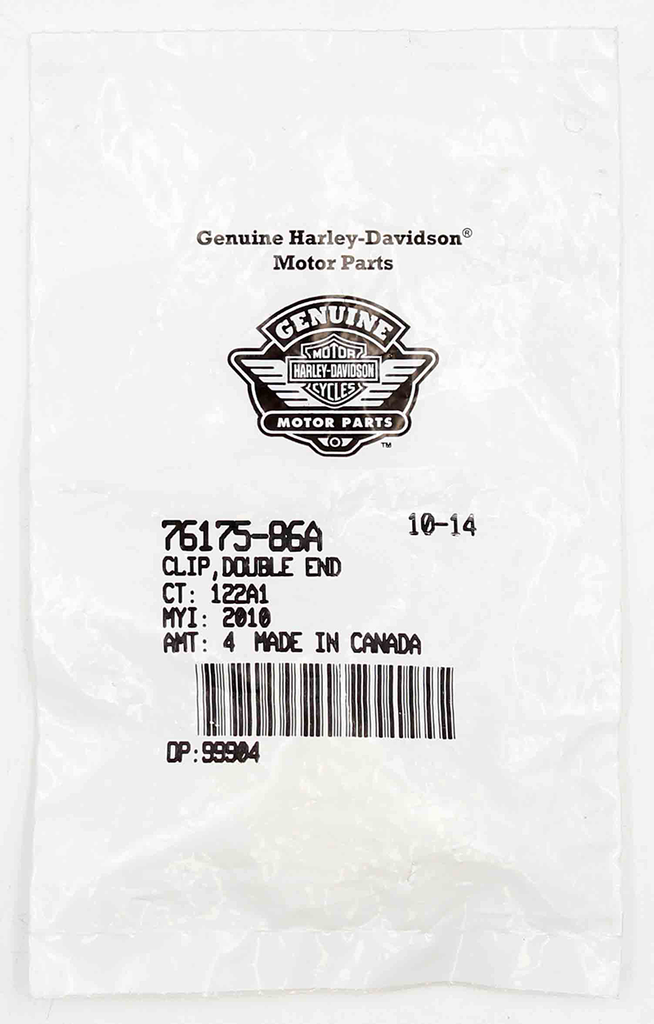 Genuine Harley-Davidson®
Motor Parts
GENUINE
MOTOR
HARLEY-DAVIDSON
CYCLES
MOTOR PARTS
™
76175-86A 10-14
CLIP,DOUBLE END
CT: 122A1
MYI: 2010
AMT: 4 MADE IN CANADA
OP:99904